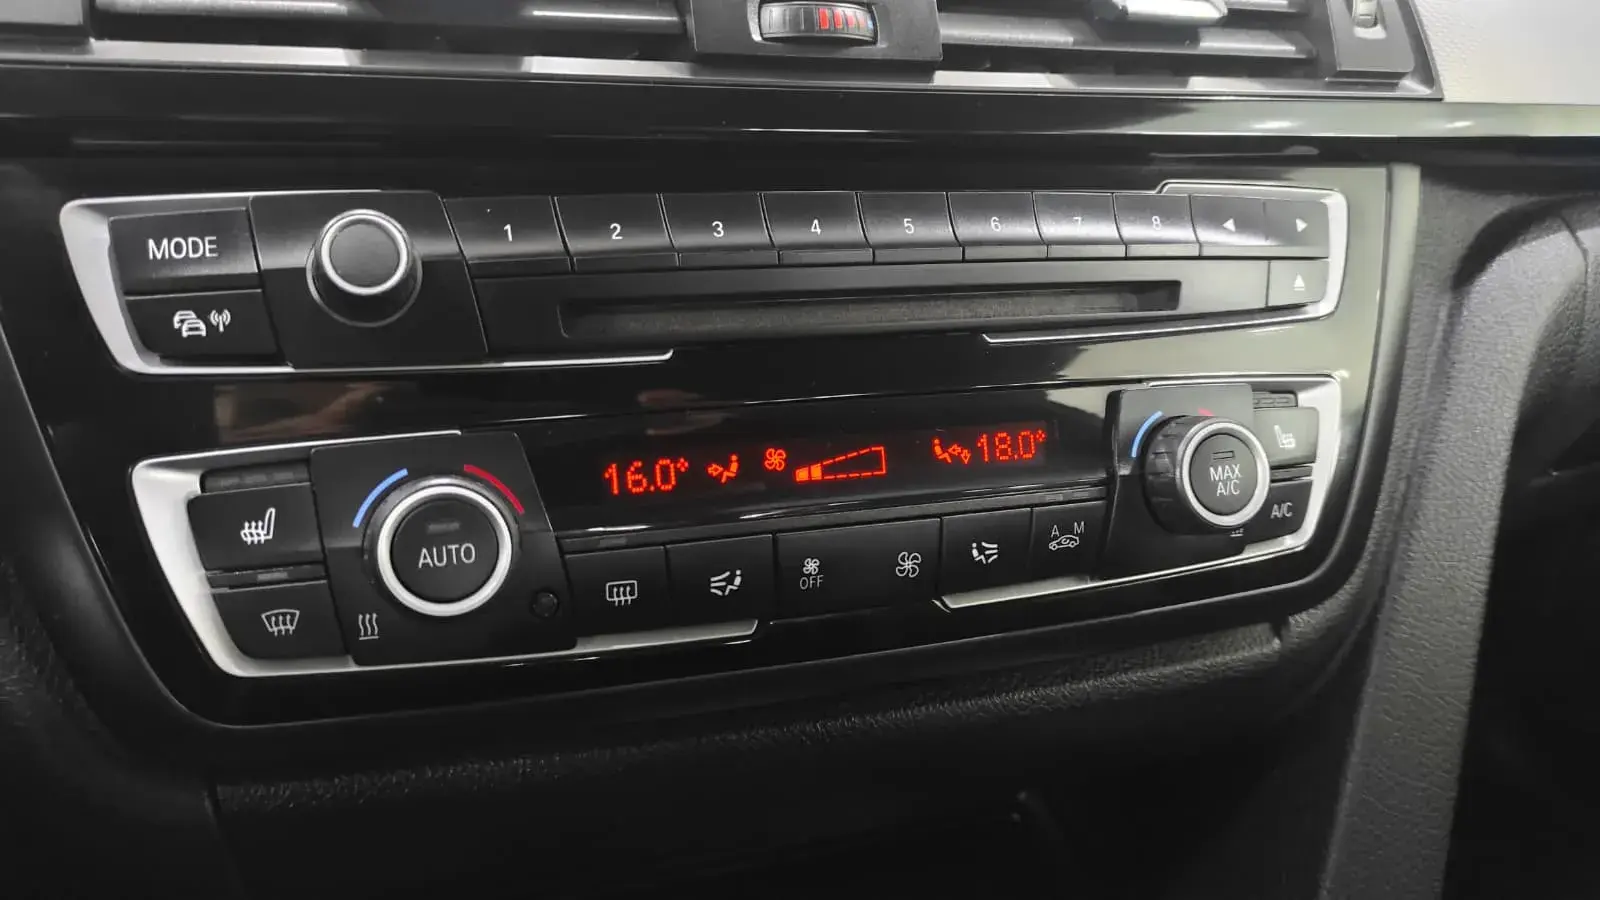 MODE
1 2 3 4 5 6 7 8
16.0° 18.0°
AUTO
MAX
A/C
A/C
OFF
A M